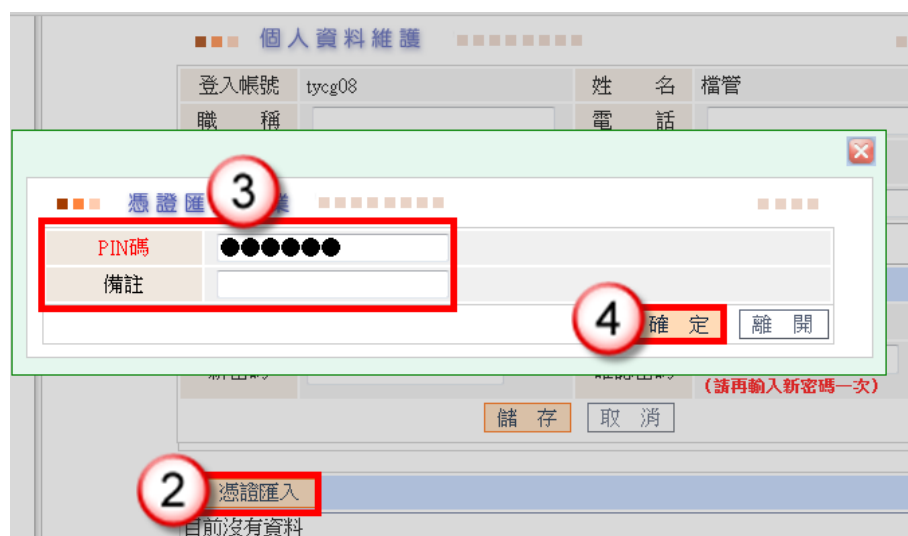 個人資料維護
登入帳號 tycg08 姓 名 檔管
職 稱 電 話
3
憑證匯 業
PIN碼 ●●●●●●
備註
4 確 定 離 開
(請再輸入新密碼一次)
儲 存 取 消
2 憑證匯入
目前沒有資料